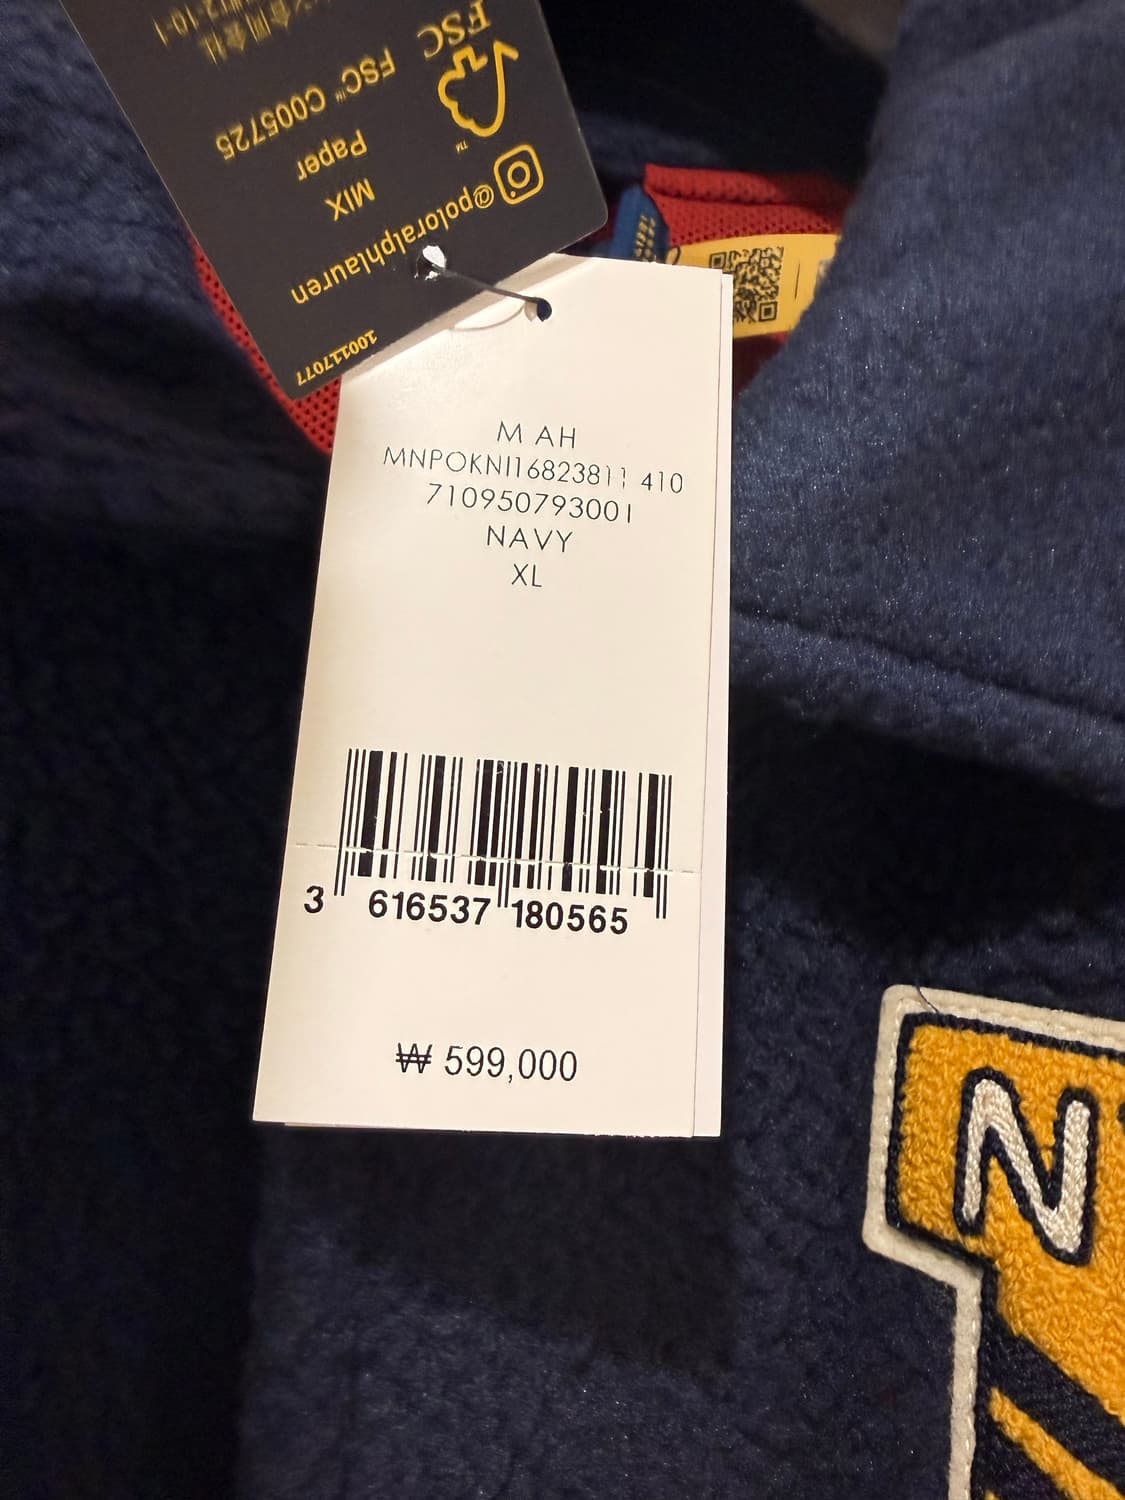 FSC
FSC™ C005725
MIX
Paper
@poloralphlauren
100117077
M AH
MNPOKNI16823811 410
710950793001
NAVY
XL
3 616537 180565
₩ 599,000
N